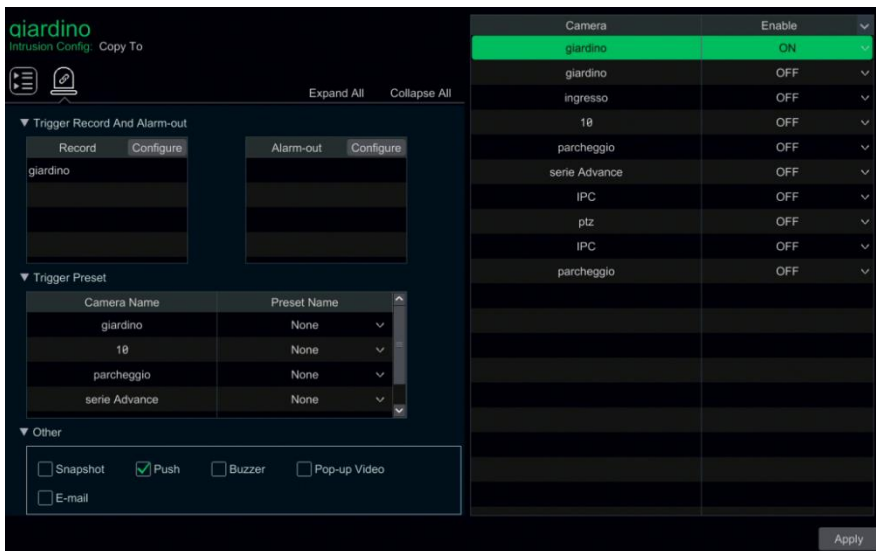 giardino
Intrusion Config: Copy To
Expand All Collapse All
Trigger Record And Alarm-out
Record Configure
giardino
Alarm-out Configure
Trigger Preset
Camera Name Preset Name
giardino None
10 None
parcheggio None
serie Advance None
Other
Snapshot Push Buzzer Pop-up Video
E-mail
Camera Enable
giardino ON
giardino OFF
ingresso OFF
10 OFF
parcheggio OFF
serie Advance OFF
IPC OFF
ptz OFF
IPC OFF
parcheggio OFF
Apply